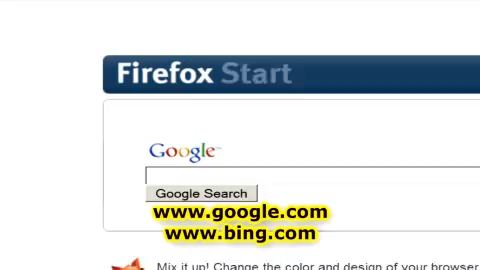 Firefox Start
Google™
Google Search
www.google.com
www.bing.com
Mix it up! Change the color and design of your browser